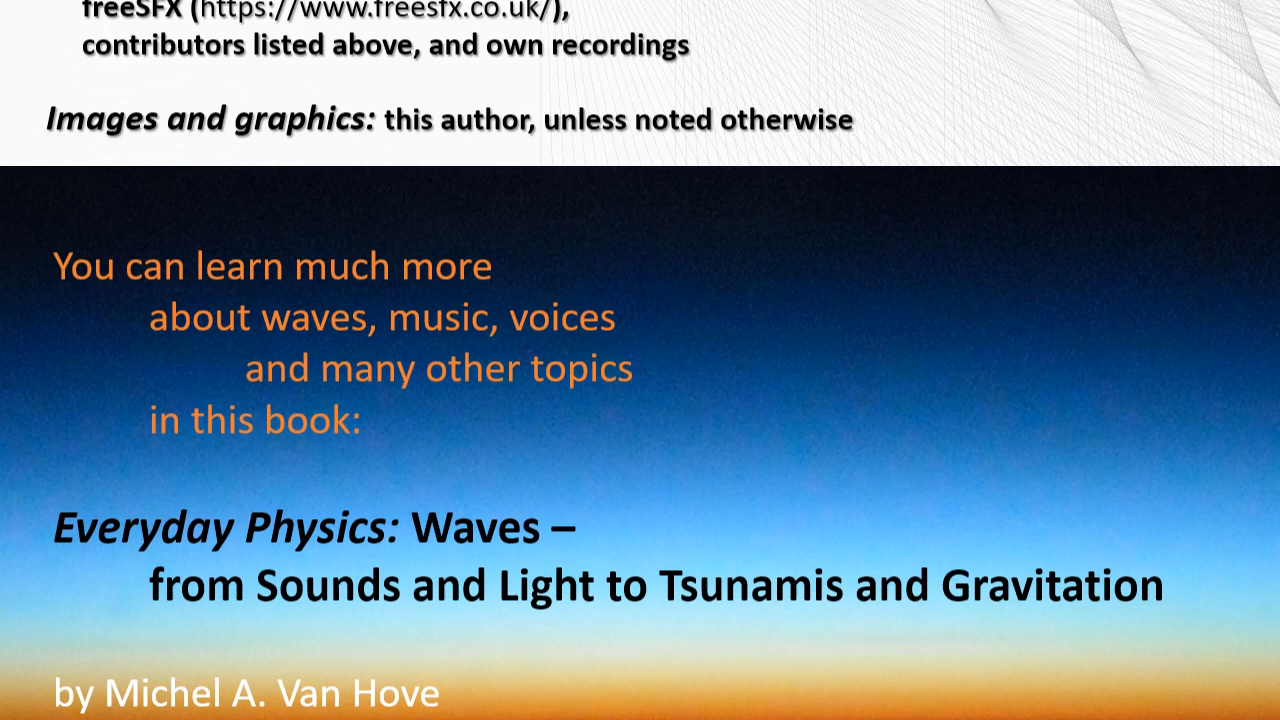 freeSFX (https://www.freesfx.co.uk/),
contributors listed above, and own recordings
Images and graphics: this author, unless noted otherwise
You can learn much more
about waves, music, voices
and many other topics
in this book:
Everyday Physics: Waves –
from Sounds and Light to Tsunamis and Gravitation
by Michel A. Van Hove